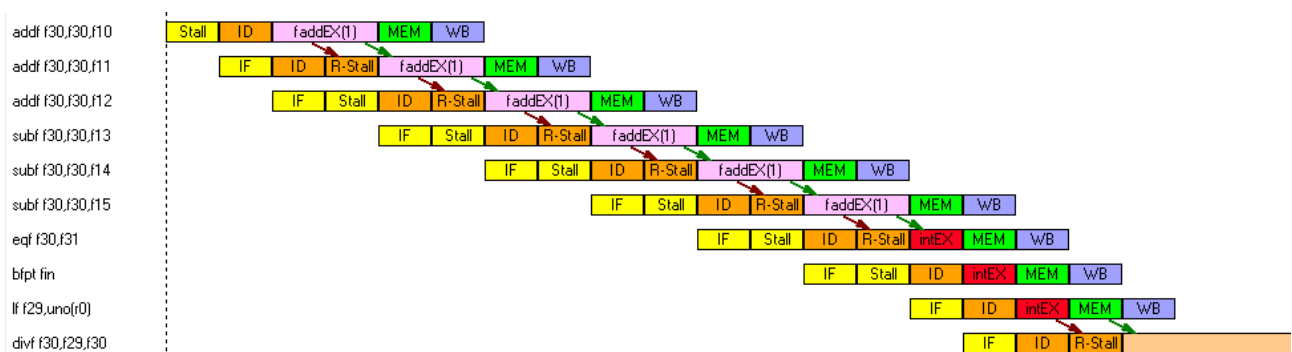 addf f30,f30,f10 Stall ID faddEX(1) MEM WB
addf f30,f30,f11 IF ID R-Stall faddEX(1) MEM WB
addf f30,f30,f12 IF Stall ID R-Stall faddEX(1) MEM WB
subf f30,f30,f13 IF Stall ID R-Stall faddEX(1) MEM WB
subf f30,f30,f14 IF Stall ID R-Stall faddEX(1) MEM WB
subf f30,f30,f15 IF Stall ID R-Stall faddEX(1) MEM WB
eqf f30,f31 IF Stall ID R-Stall intEX MEM WB
bfpt fin IF Stall ID intEX MEM WB
lf f29,uno(r0) IF ID intEX MEM WB
divf f30,f29,f30 IF ID R-Stall